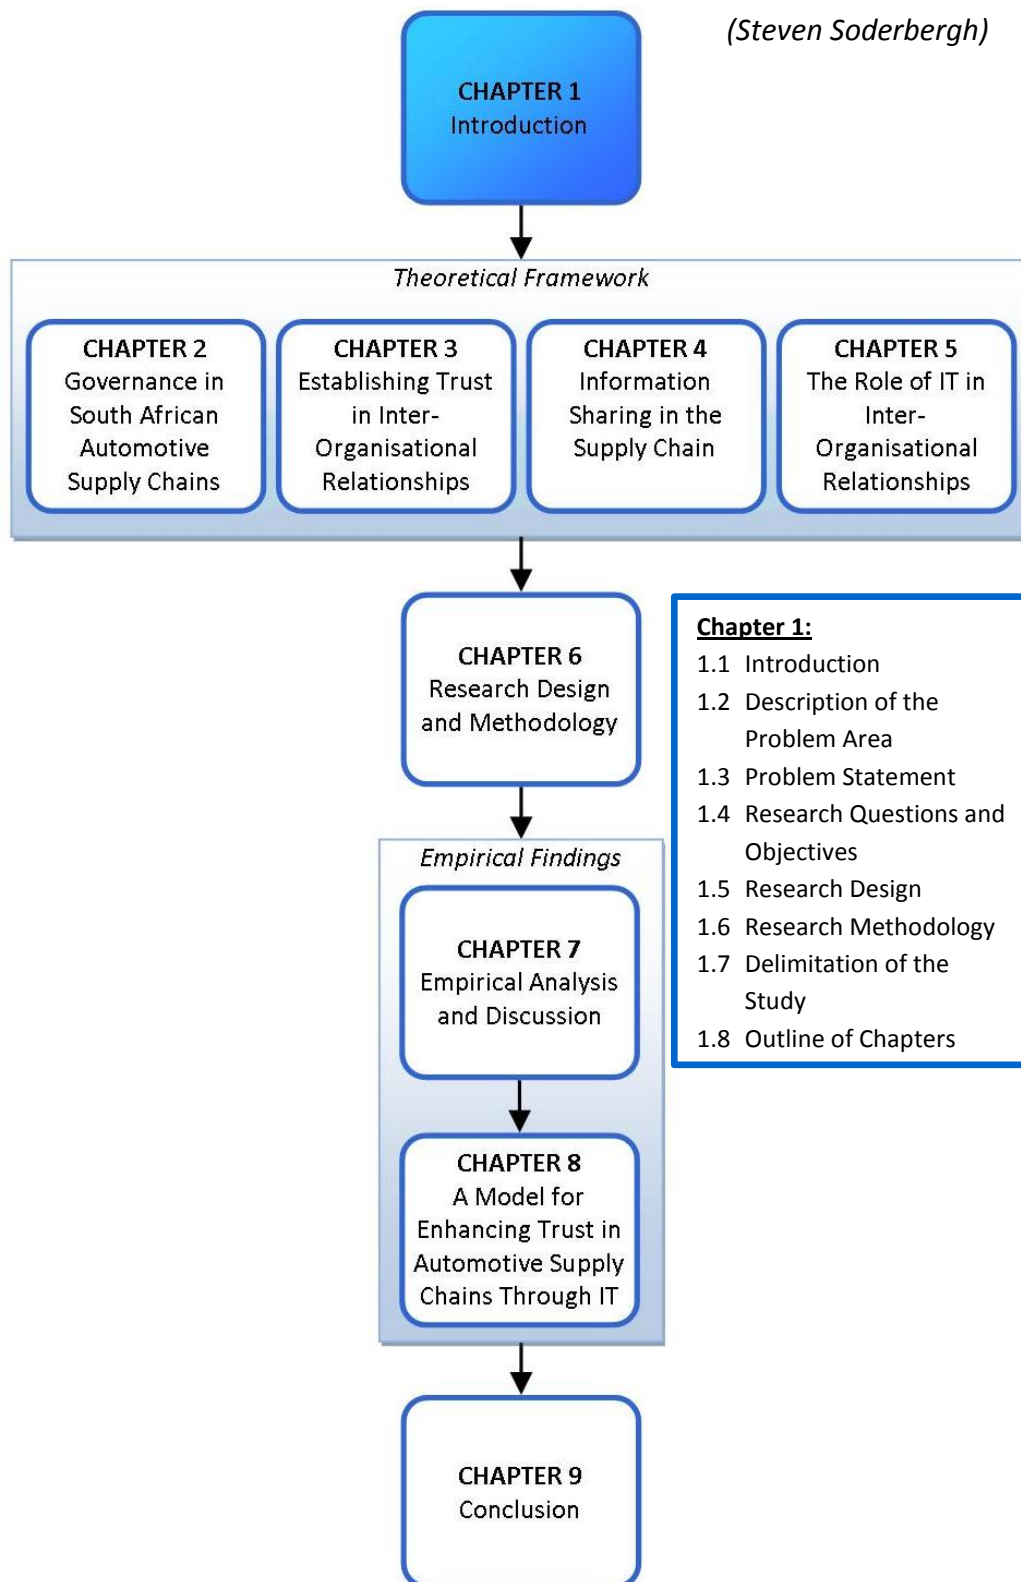 (Steven Soderbergh)
CHAPTER 1
Introduction
Theoretical Framework
CHAPTER 2
Governance in
South African
Automotive
Supply Chains
CHAPTER 3
Establishing Trust
in Inter-
Organisational
Relationships
CHAPTER 4
Information
Sharing in the
Supply Chain
CHAPTER 5
The Role of IT in
Inter-
Organisational
Relationships
CHAPTER 6
Research Design
and Methodology
Chapter 1:
1.1 Introduction
1.2 Description of the
Problem Area
1.3 Problem Statement
1.4 Research Questions and
Objectives
1.5 Research Design
1.6 Research Methodology
1.7 Delimitation of the
Study
1.8 Outline of Chapters
Empirical Findings
CHAPTER 7
Empirical Analysis
and Discussion
CHAPTER 8
A Model for
Enhancing Trust in
Automotive Supply
Chains Through IT
CHAPTER 9
Conclusion